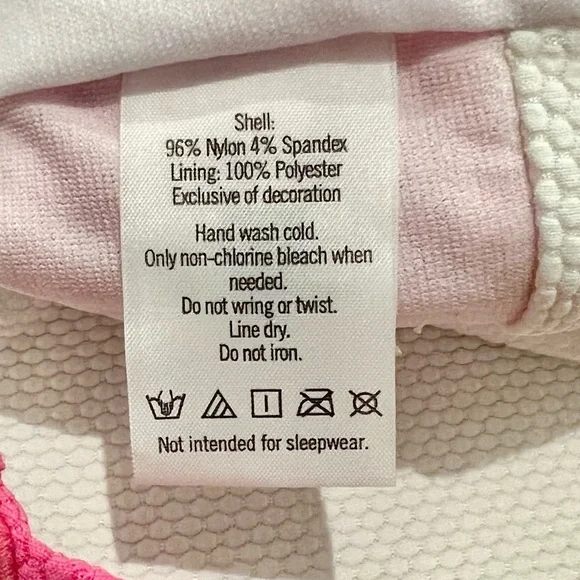 Shell:
96% Nylon 4% Spandex
Lining: 100% Polyester
Exclusive of decoration
Hand wash cold.
Only non-chlorine bleach when
needed.
Do not wring or twist.
Line dry.
Do not iron.
Not intended for sleepwear.